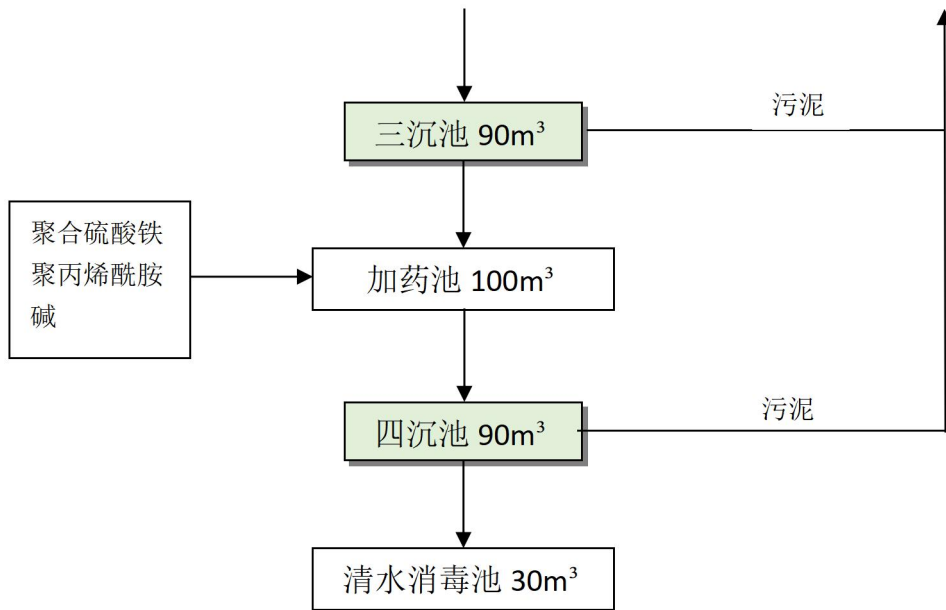 三沉池 90m³
污泥
聚合硫酸铁
聚丙烯酰胺
碱
加药池 100m³
四沉池 90m³
污泥
清水消毒池 30m³